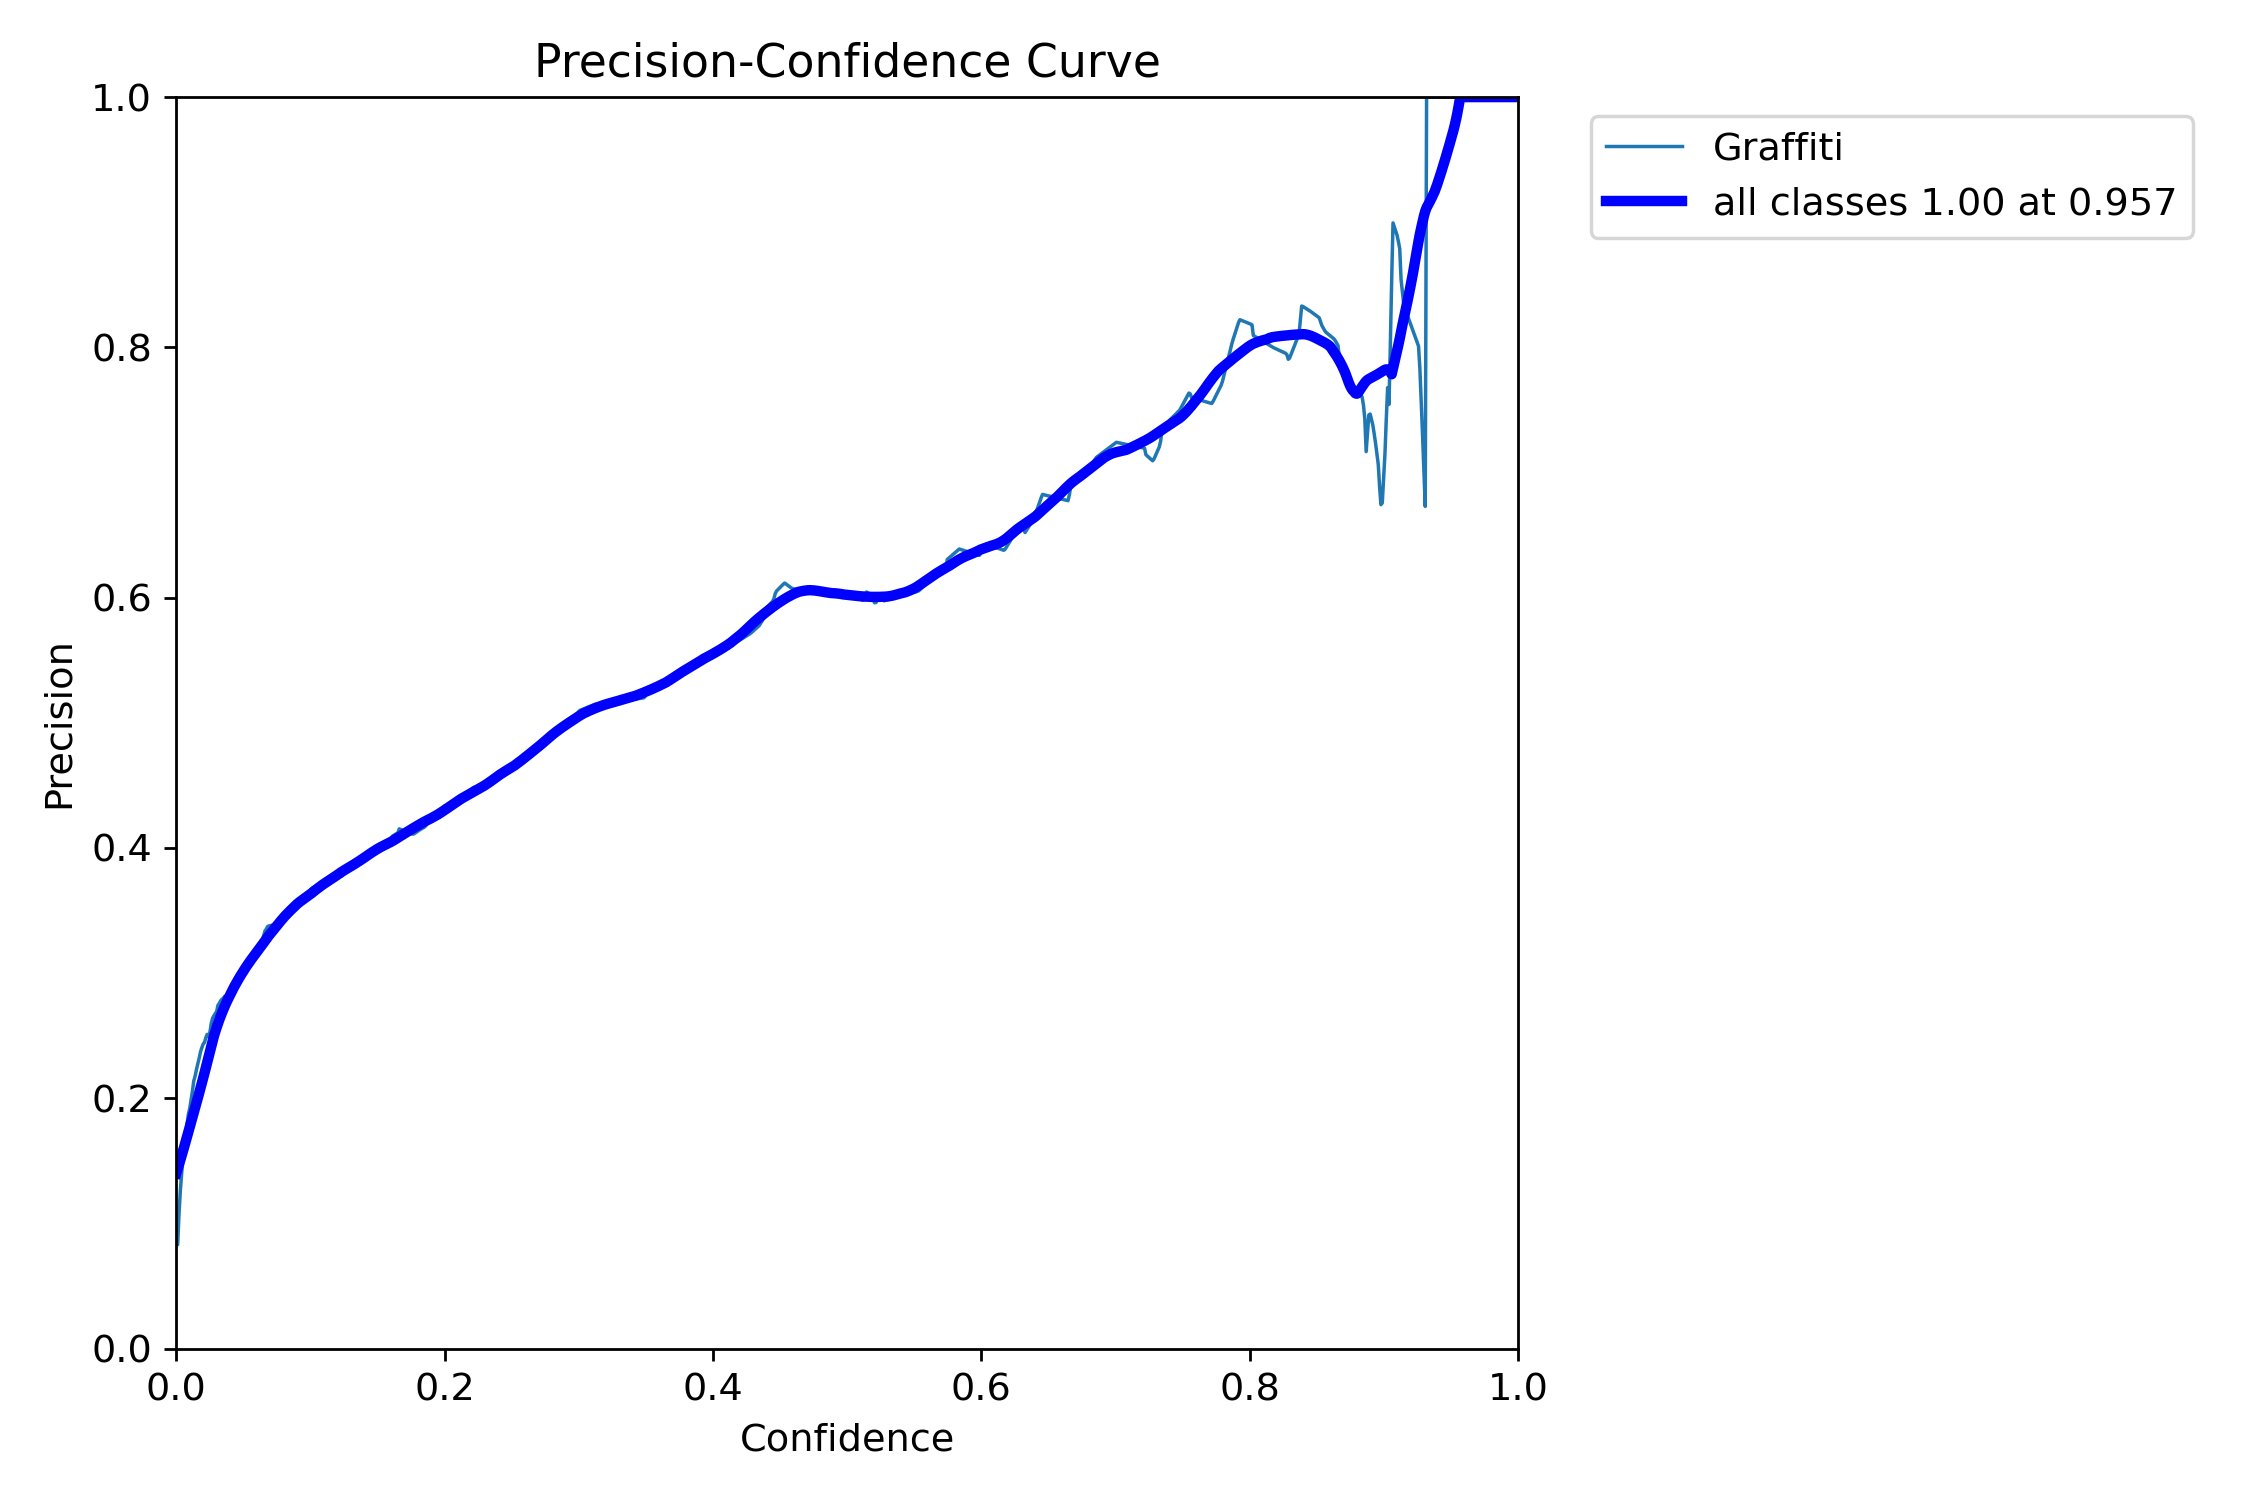 Precision-Confidence Curve
1.0
0.8
0.6
0.4
0.2
0.0
Precision
0.0 0.2 0.4 0.6 0.8 1.0
Confidence
Graffiti
all classes 1.00 at 0.957